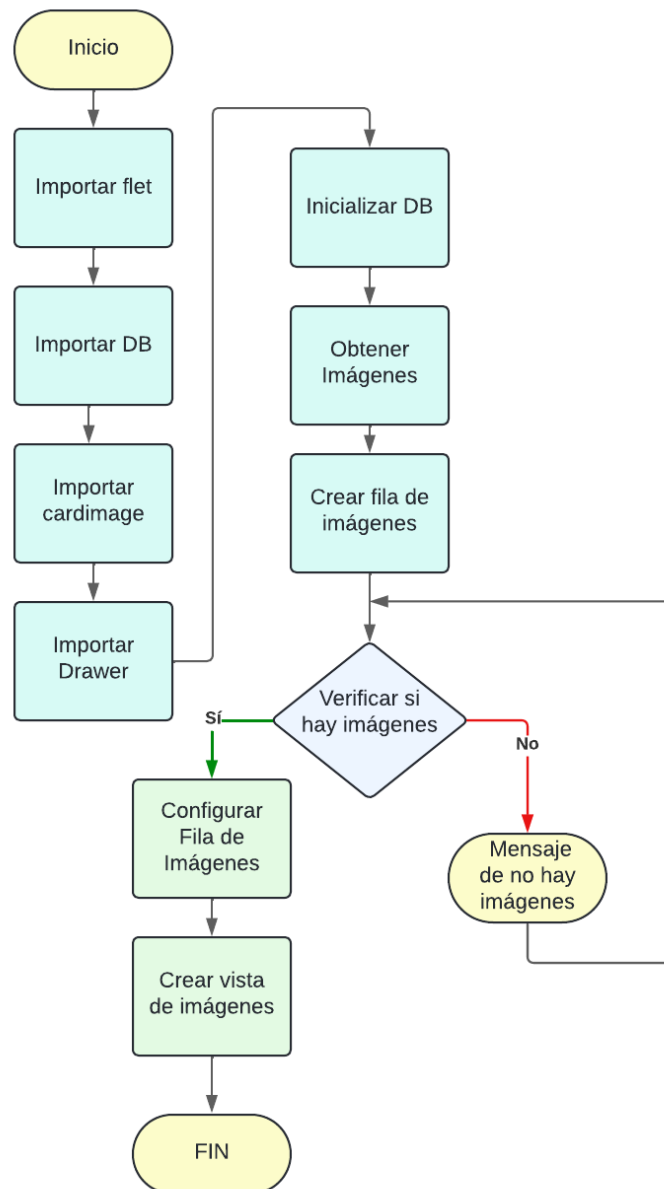 Inicio
Importar flet
Importar DB
Importar
cardimage
Importar
Drawer
Inicializar DB
Obtener
Imágenes
Crear fila de
imágenes
Verificar si
hay imágenes
Sí
No
Configurar
Fila de
Imágenes
Mensaje
de no hay
imágenes
Crear vista
de imágenes
FIN